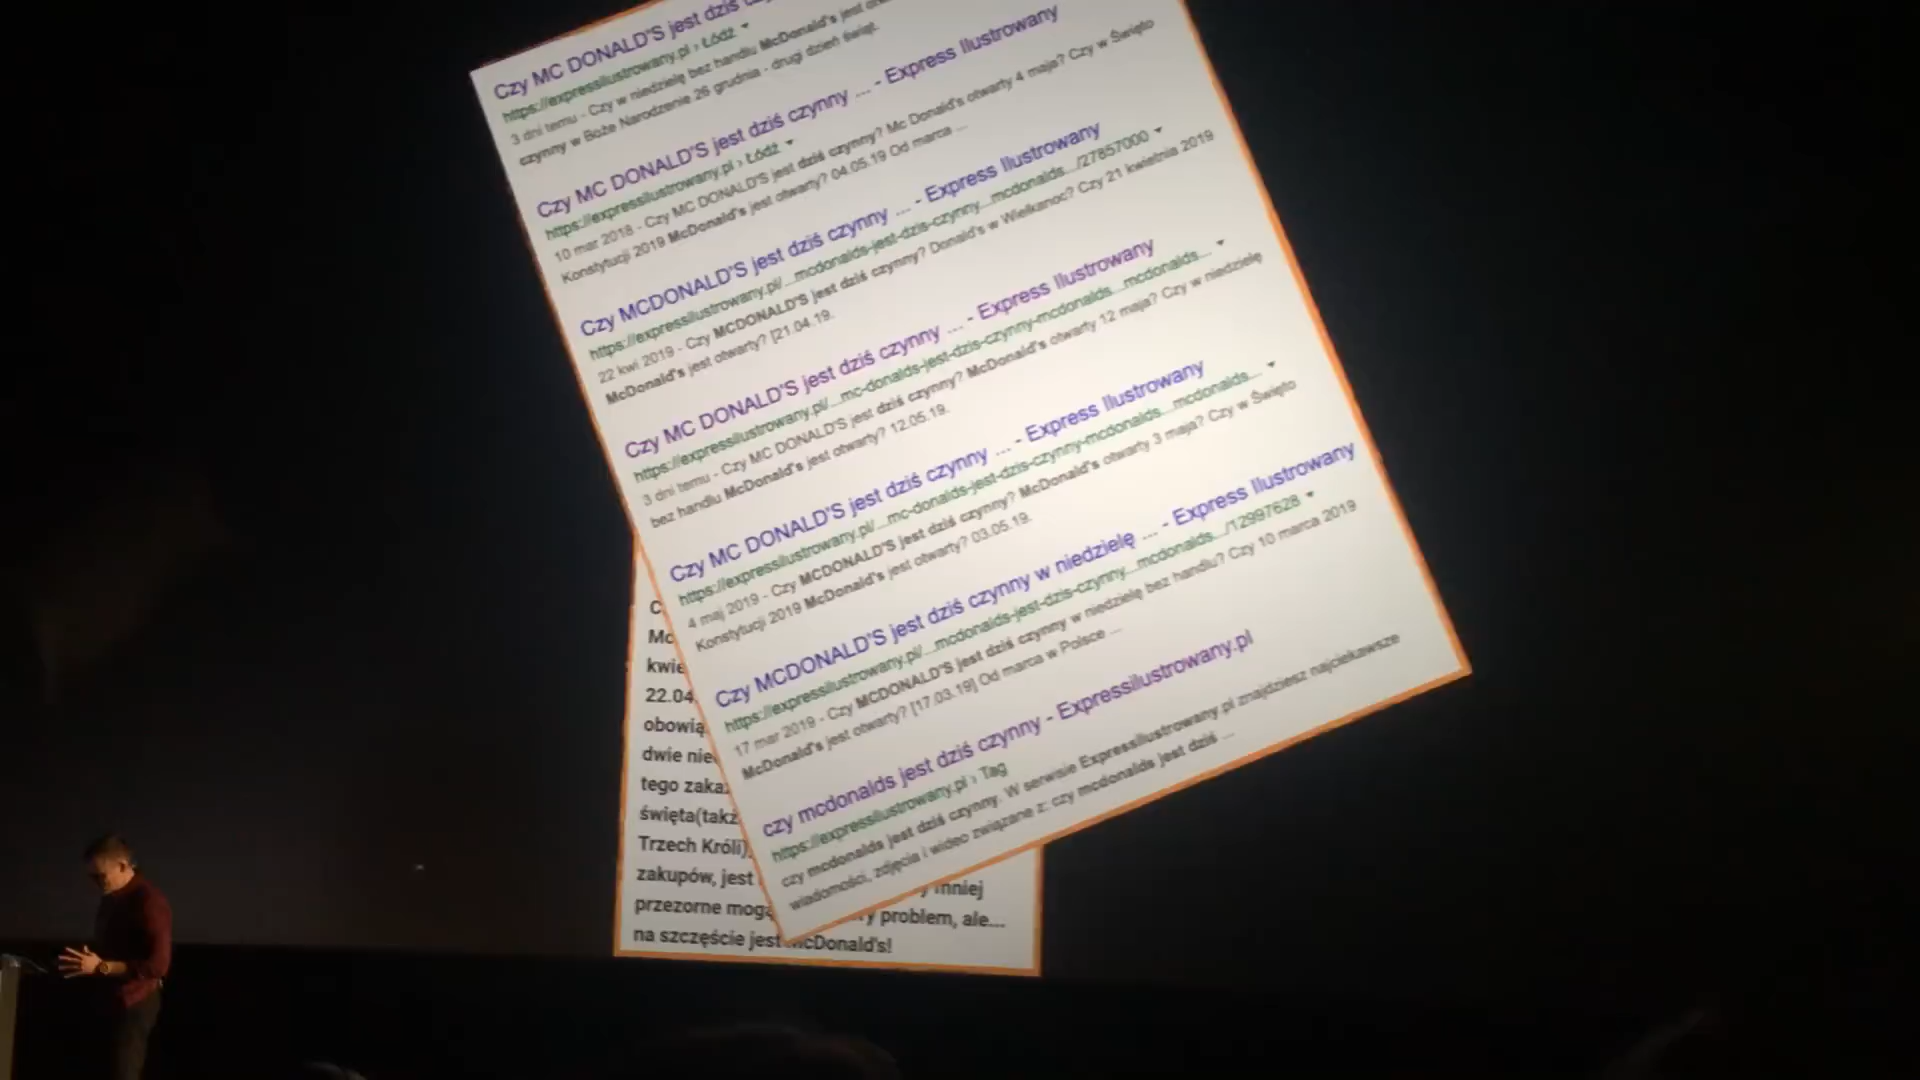 Czy MC DONALD'S jest dziś
https://expressilustrowany.pl › Łódź
3 dni temu - Czy w niedzielę bez handlu McDonald's jest
czynny w Boże Narodzenie 26 grudnia - drugi dzień świąt.
Czy MC DONALD'S jest dziś czynny ... - Express Ilustrowany
https://expressilustrowany.pl › Łódź
10 mar 2018 - Czy MC DONALD'S jest dziś czynny? Mc Donald's otwarty 4 maja? Czy w Święto
Konstytucji 2019 McDonald's jest otwarty? 04.05.19 Od marca ...
Czy MCDONALD'S jest dziś czynny ... - Express Ilustrowany
https://expressilustrowany.pl/...mcdonalds-jest-dzis-czynny...mcdonalds.../27857000
22 kwi 2019 - Czy MCDONALD'S jest dziś czynny? Donald's w Wielkanoc? Czy 21 kwietnia 2019
McDonald's jest otwarty? [21.04.19.
Czy MC DONALD'S jest dziś czynny ... - Express Ilustrowany
https://expressilustrowany.pl/...mc-donalds-jest-dzis-czynny-mcdonalds...mcdonalds...
3 dni temu - Czy MC DONALD'S jest dziś czynny? McDonald's otwarty 12 maja? Czy w niedzielę
bez handlu McDonald's jest otwarty? 12.05.19.
Czy MC DONALD'S jest dziś czynny ... - Express Ilustrowany
https://expressilustrowany.pl/...mc-donalds-jest-dzis-czynny-mcdonalds...mcdonalds...
4 maj 2019 - Czy MCDONALD'S jest dziś czynny? McDonald's otwarty 3 maja? Czy w Święto
Konstytucji 2019 McDonald's jest otwarty? 03.05.19.
Czy MCDONALD'S jest dziś czynny w niedzielę ... - Express Ilustrowany
https://expressilustrowany.pl/...mcdonalds-jest-dzis-czynny...mcdonalds.../12997628
17 mar 2019 - Czy MCDONALD'S jest dziś czynny w niedzielę bez handlu? Czy 10 marca 2019
McDonald's jest otwarty? [17.03.19] Od marca w Polsce ...
czy mcdonalds jest dziś czynny - Expressilustrowany.pl
https://expressilustrowany.pl › Tag
czy mcdonalds jest dziś czynny. W serwisie Expressilustrowany.pl znajdziesz najciekawsze
wiadomości, zdjęcia i wideo związane z: czy mcdonalds jest dziś ...
kwie
22.04.
obowią
dwie nie
tego zaka
święta(takż
Trzech Króli)
zakupów, jest mniej
przezorne mog problem, ale...
na szczęście jest McDonald's!